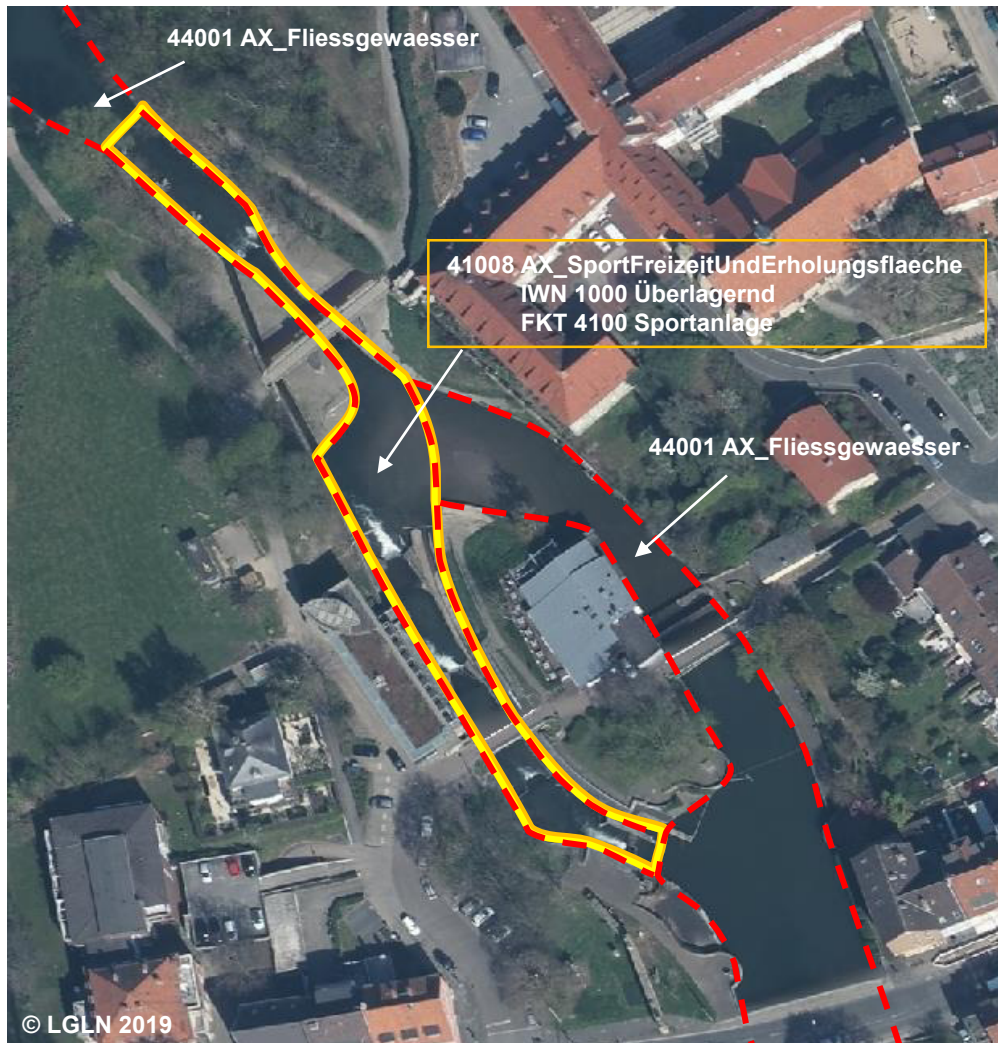 44001 AX_Fliessgewaesser
41008 AX_SportFreizeitUndErholungsflaeche
IWN 1000 Überlagernd
FKT 4100 Sportanlage
44001 AX_Fliessgewaesser
© LGLN 2019